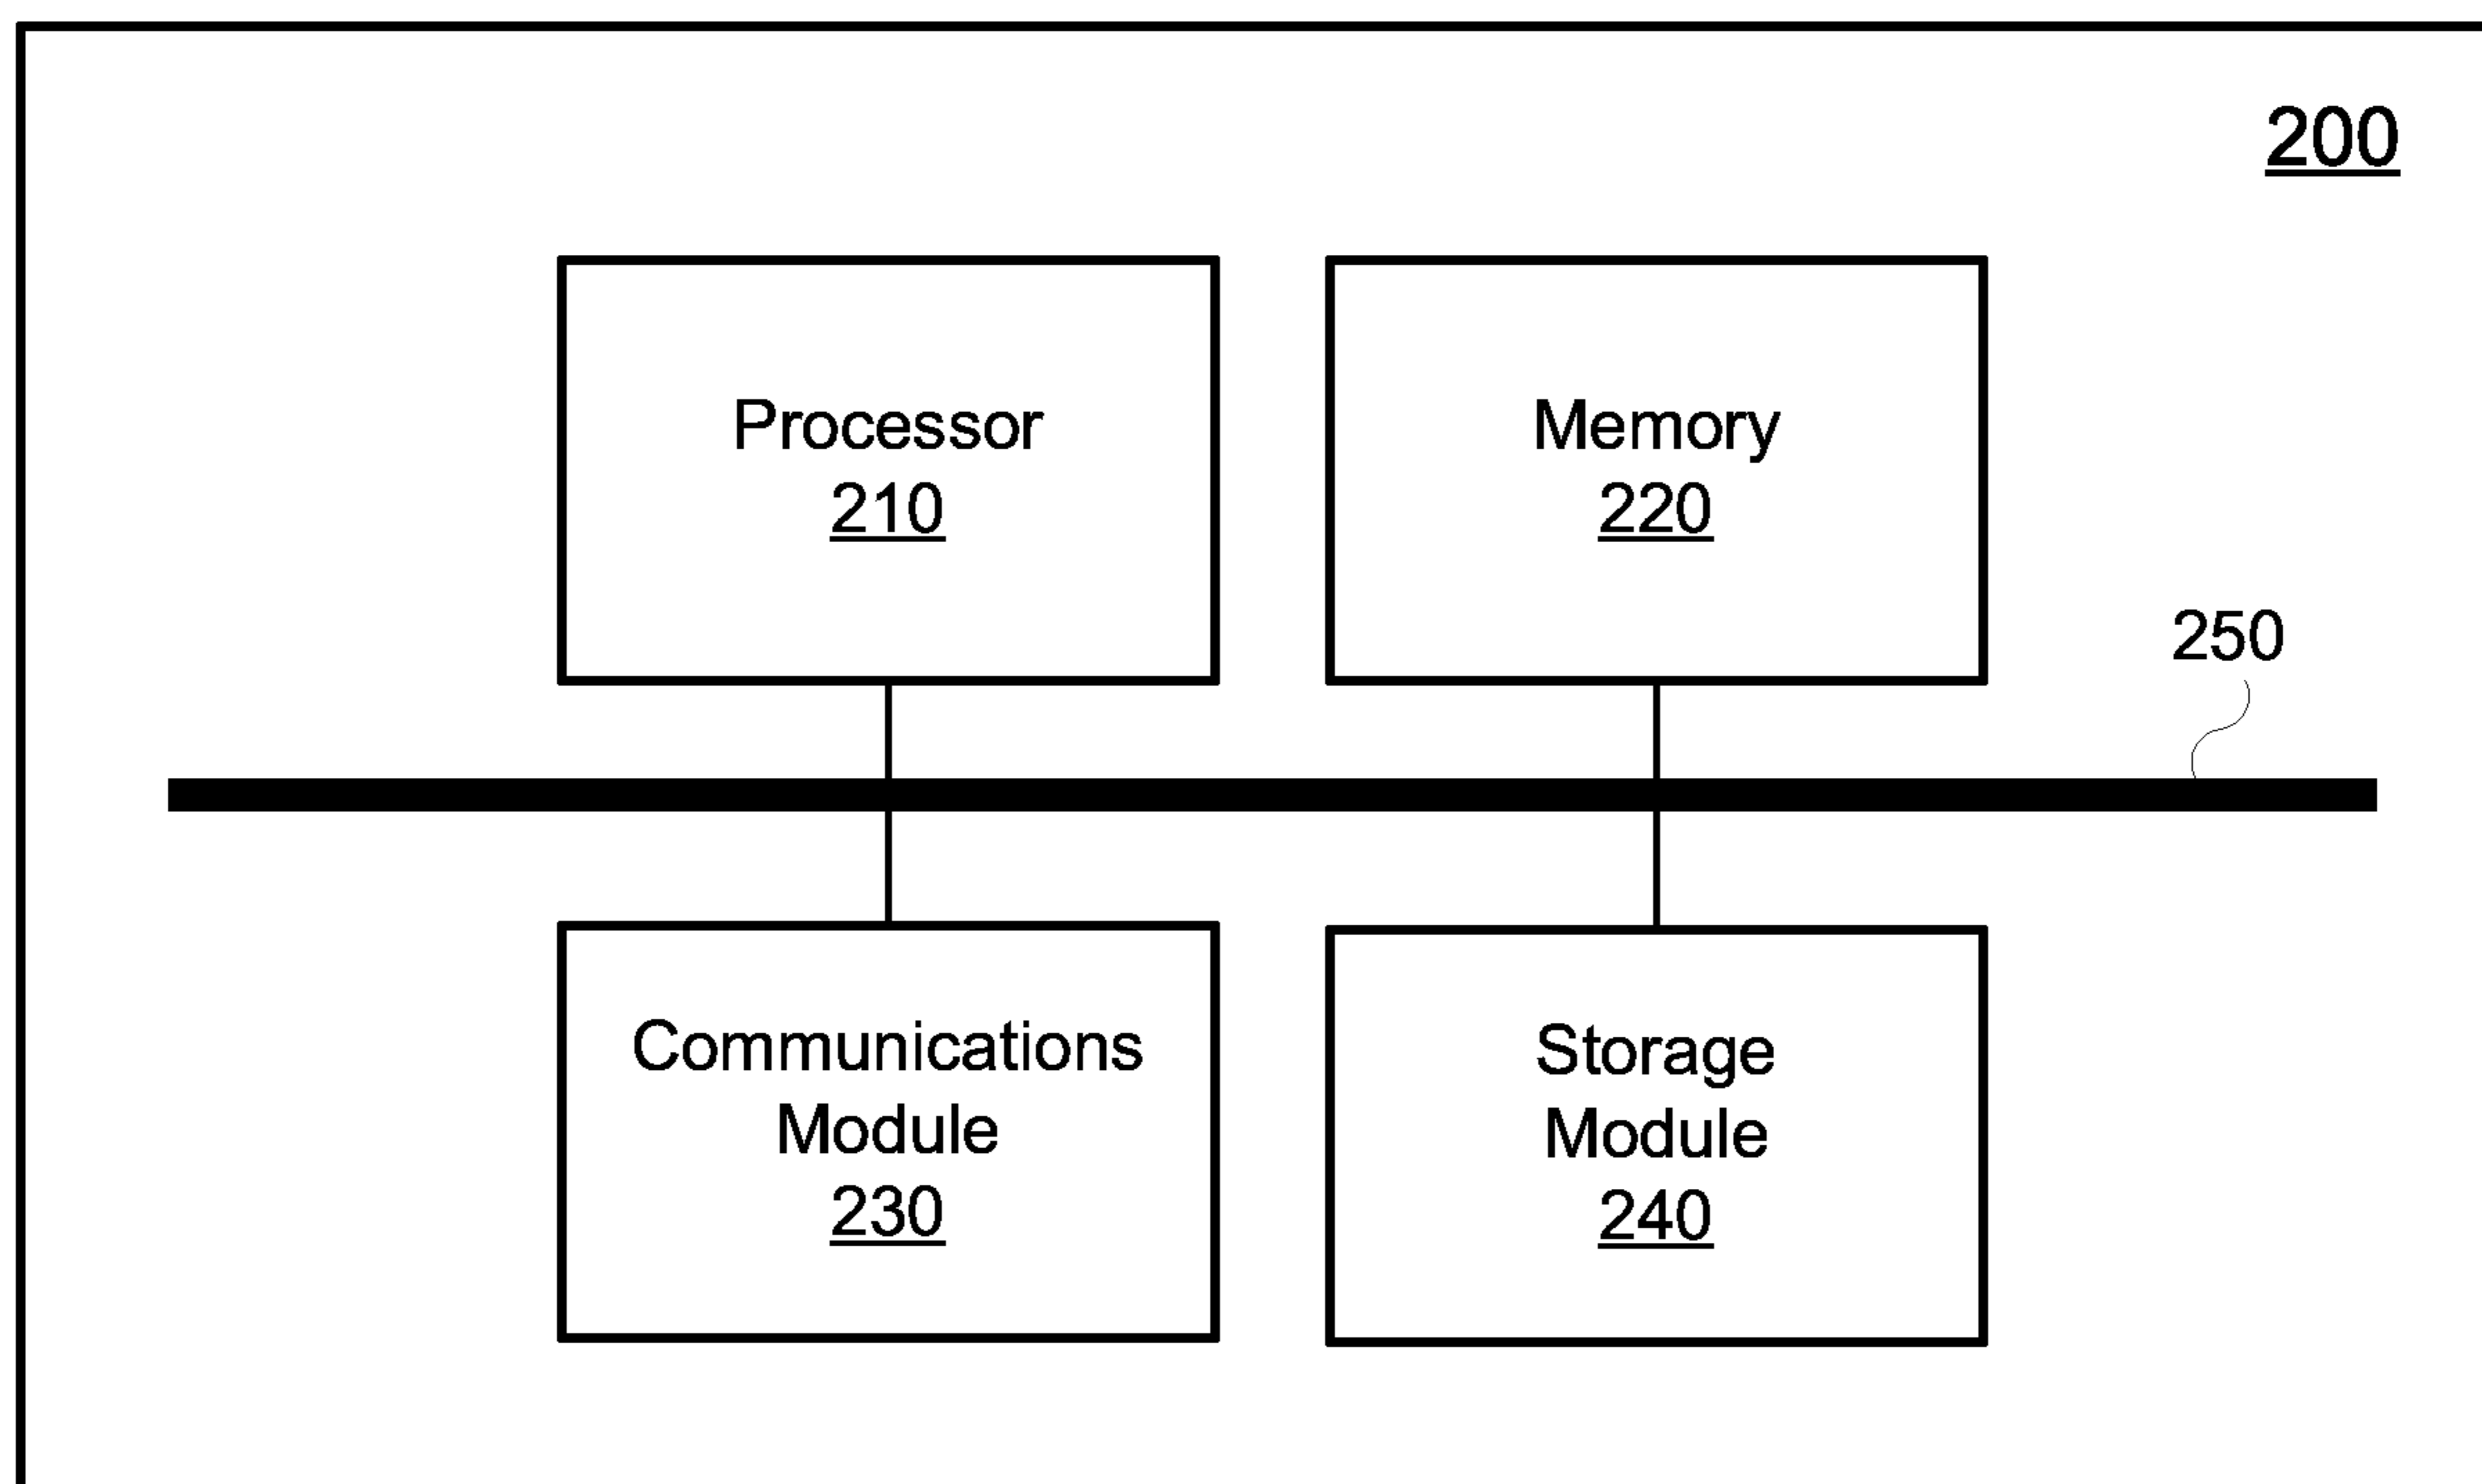 200
Processor
210
Memory
220
250
Communications
Module
230
Storage
Module
240